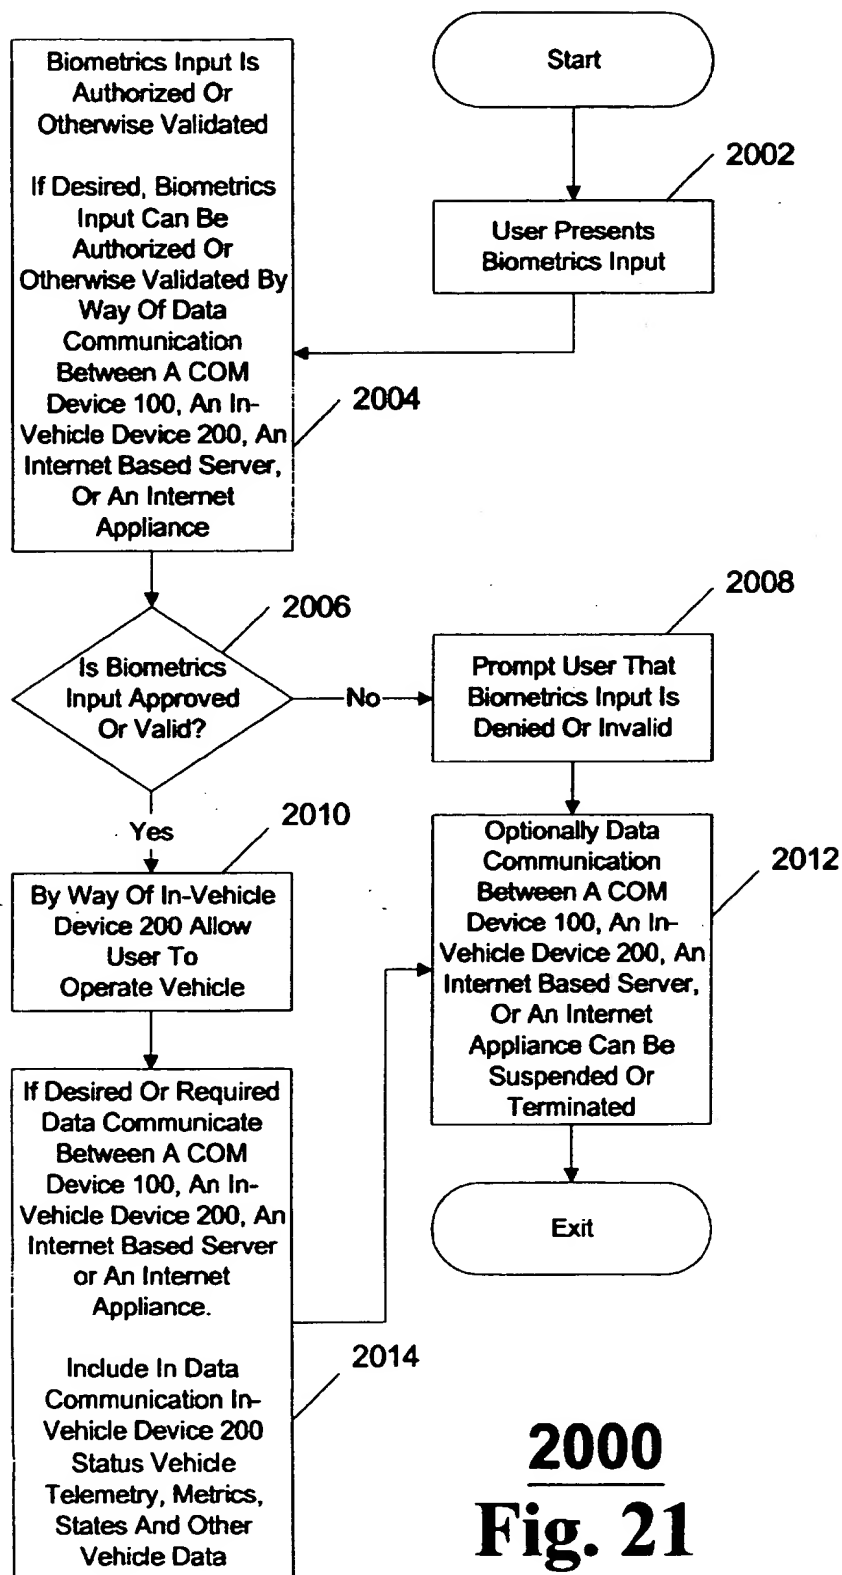 Start
2002
User Presents
Biometrics Input
Biometrics Input Is
Authorized Or
Otherwise Validated
If Desired, Biometrics
Input Can Be
Authorized Or
Otherwise Validated By
Way Of Data
Communication
Between A COM
Device 100, An In-
Vehicle Device 200, An
Internet Based Server,
Or An Internet
Appliance
2004
2006
Is Biometrics
Input Approved
Or Valid?
No
2008
Prompt User That
Biometrics Input Is
Denied Or Invalid
Yes
2010
By Way Of In-Vehicle
Device 200 Allow
User To
Operate Vehicle
Optionally Data
Communication
Between A COM
Device 100, An In-
Vehicle Device 200, An
Internet Based Server,
Or An Internet
Appliance Can Be
Suspended Or
Terminated
2012
If Desired Or Required
Data Communicate
Between A COM
Device 100, An In-
Vehicle Device 200, An
Internet Based Server
or An Internet
Appliance.
Include In Data
Communication In-
Vehicle Device 200
Status Vehicle
Telemetry, Metrics,
States And Other
Vehicle Data
2014
Exit
2000
Fig. 21